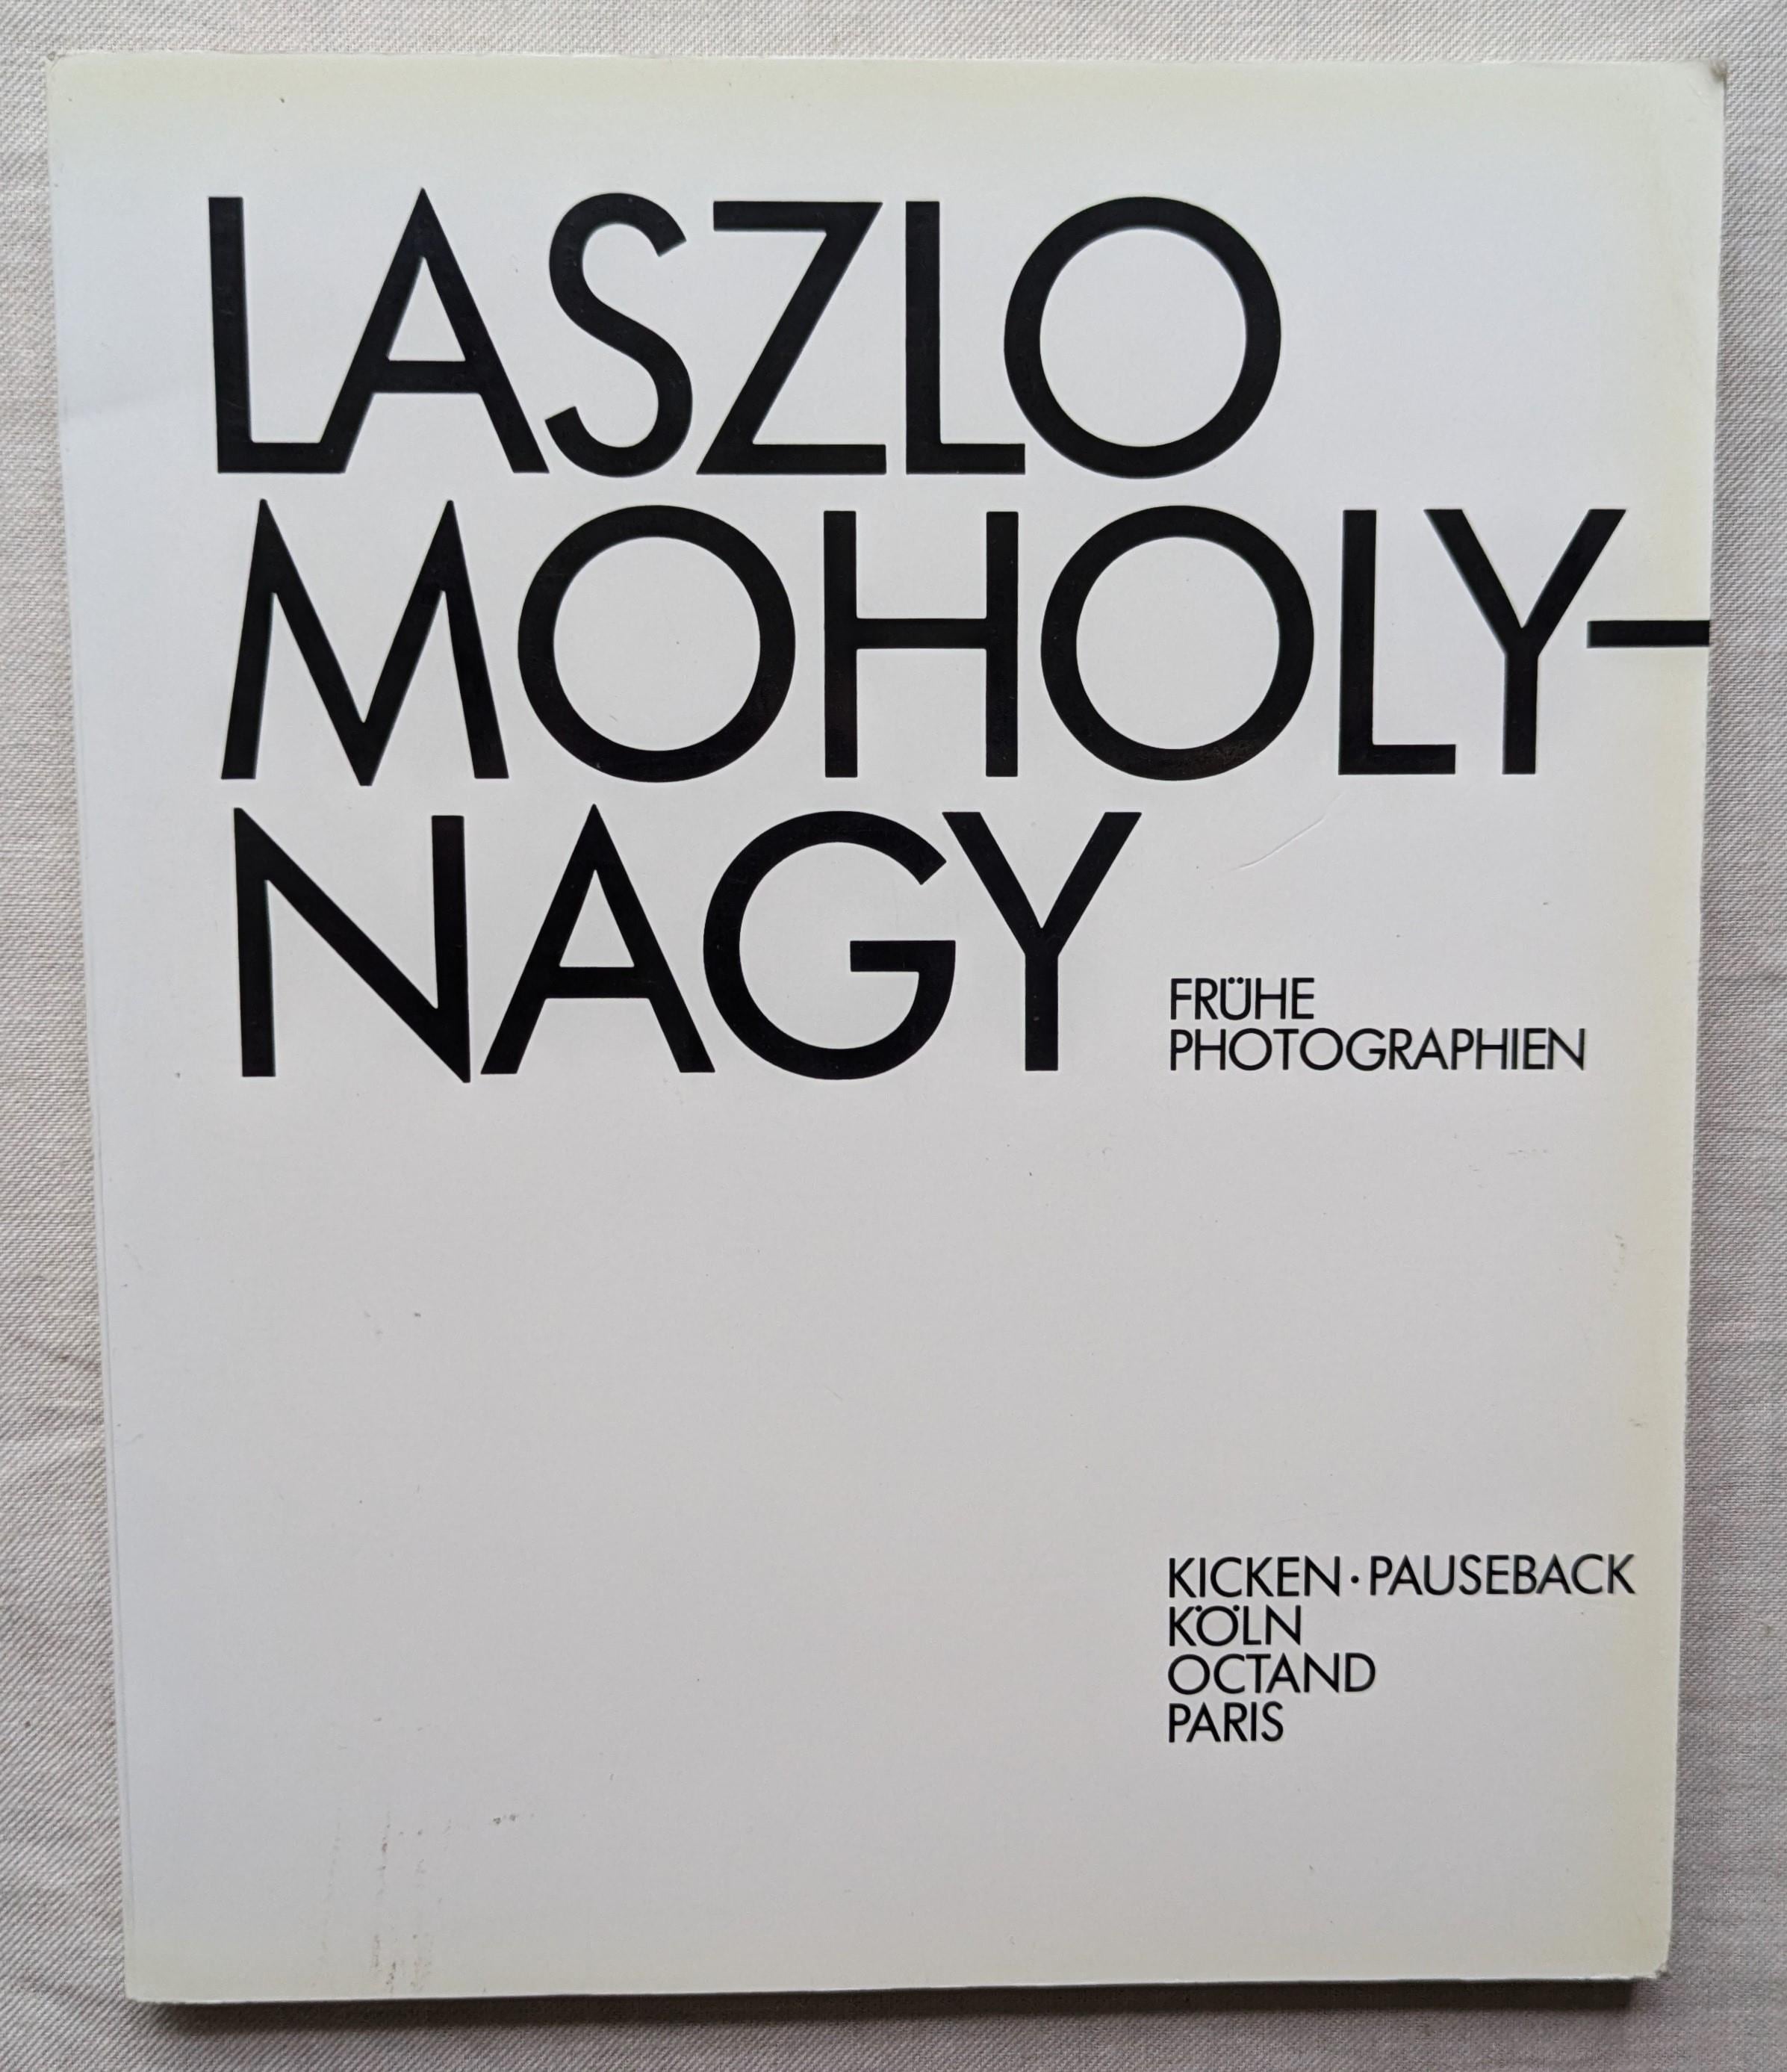 LASZLO
MOHOLY-
NAGY
FRÜHE
PHOTOGRAPHIEN
KICKEN · PAUSEBACK
KÖLN
OCTAND
PARIS